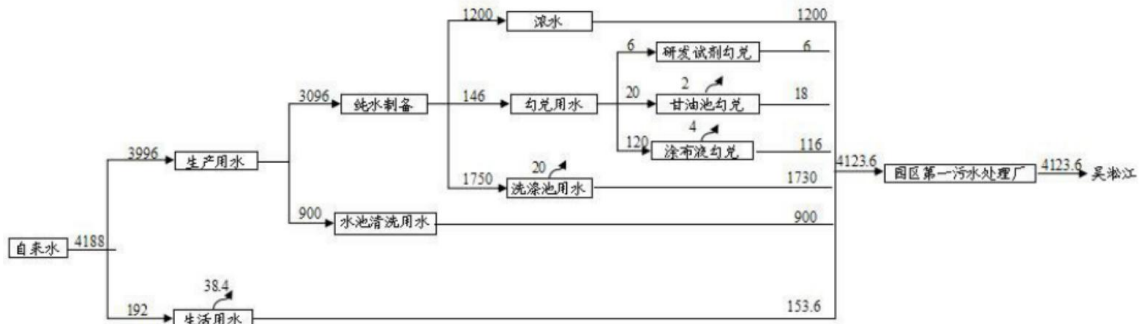 1200 滚水 1200
6 研发试剂勾兑 6
3096 纯水制备 146 勾兑用水 20 2 甘油池勾兑 18
4
3996 生产用水 120 涂布液勾兑 116
20 4123.6 园区第一污水处理厂 4123.6 吴淞江
1750 洗涤池用水 1730
900 水池清洗用水 900
自来水 4188
38.4
192 生活用水 153.6